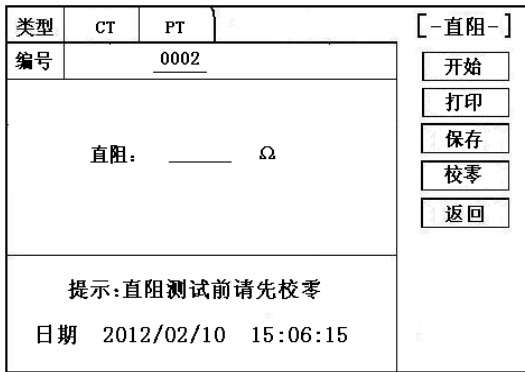 类型 CT PT
编号 0002
直阻： Ω
提示:直阻测试前请先校零
日期 2012/02/10 15:06:15
[-直阻-]
开始
打印
保存
校零
返回